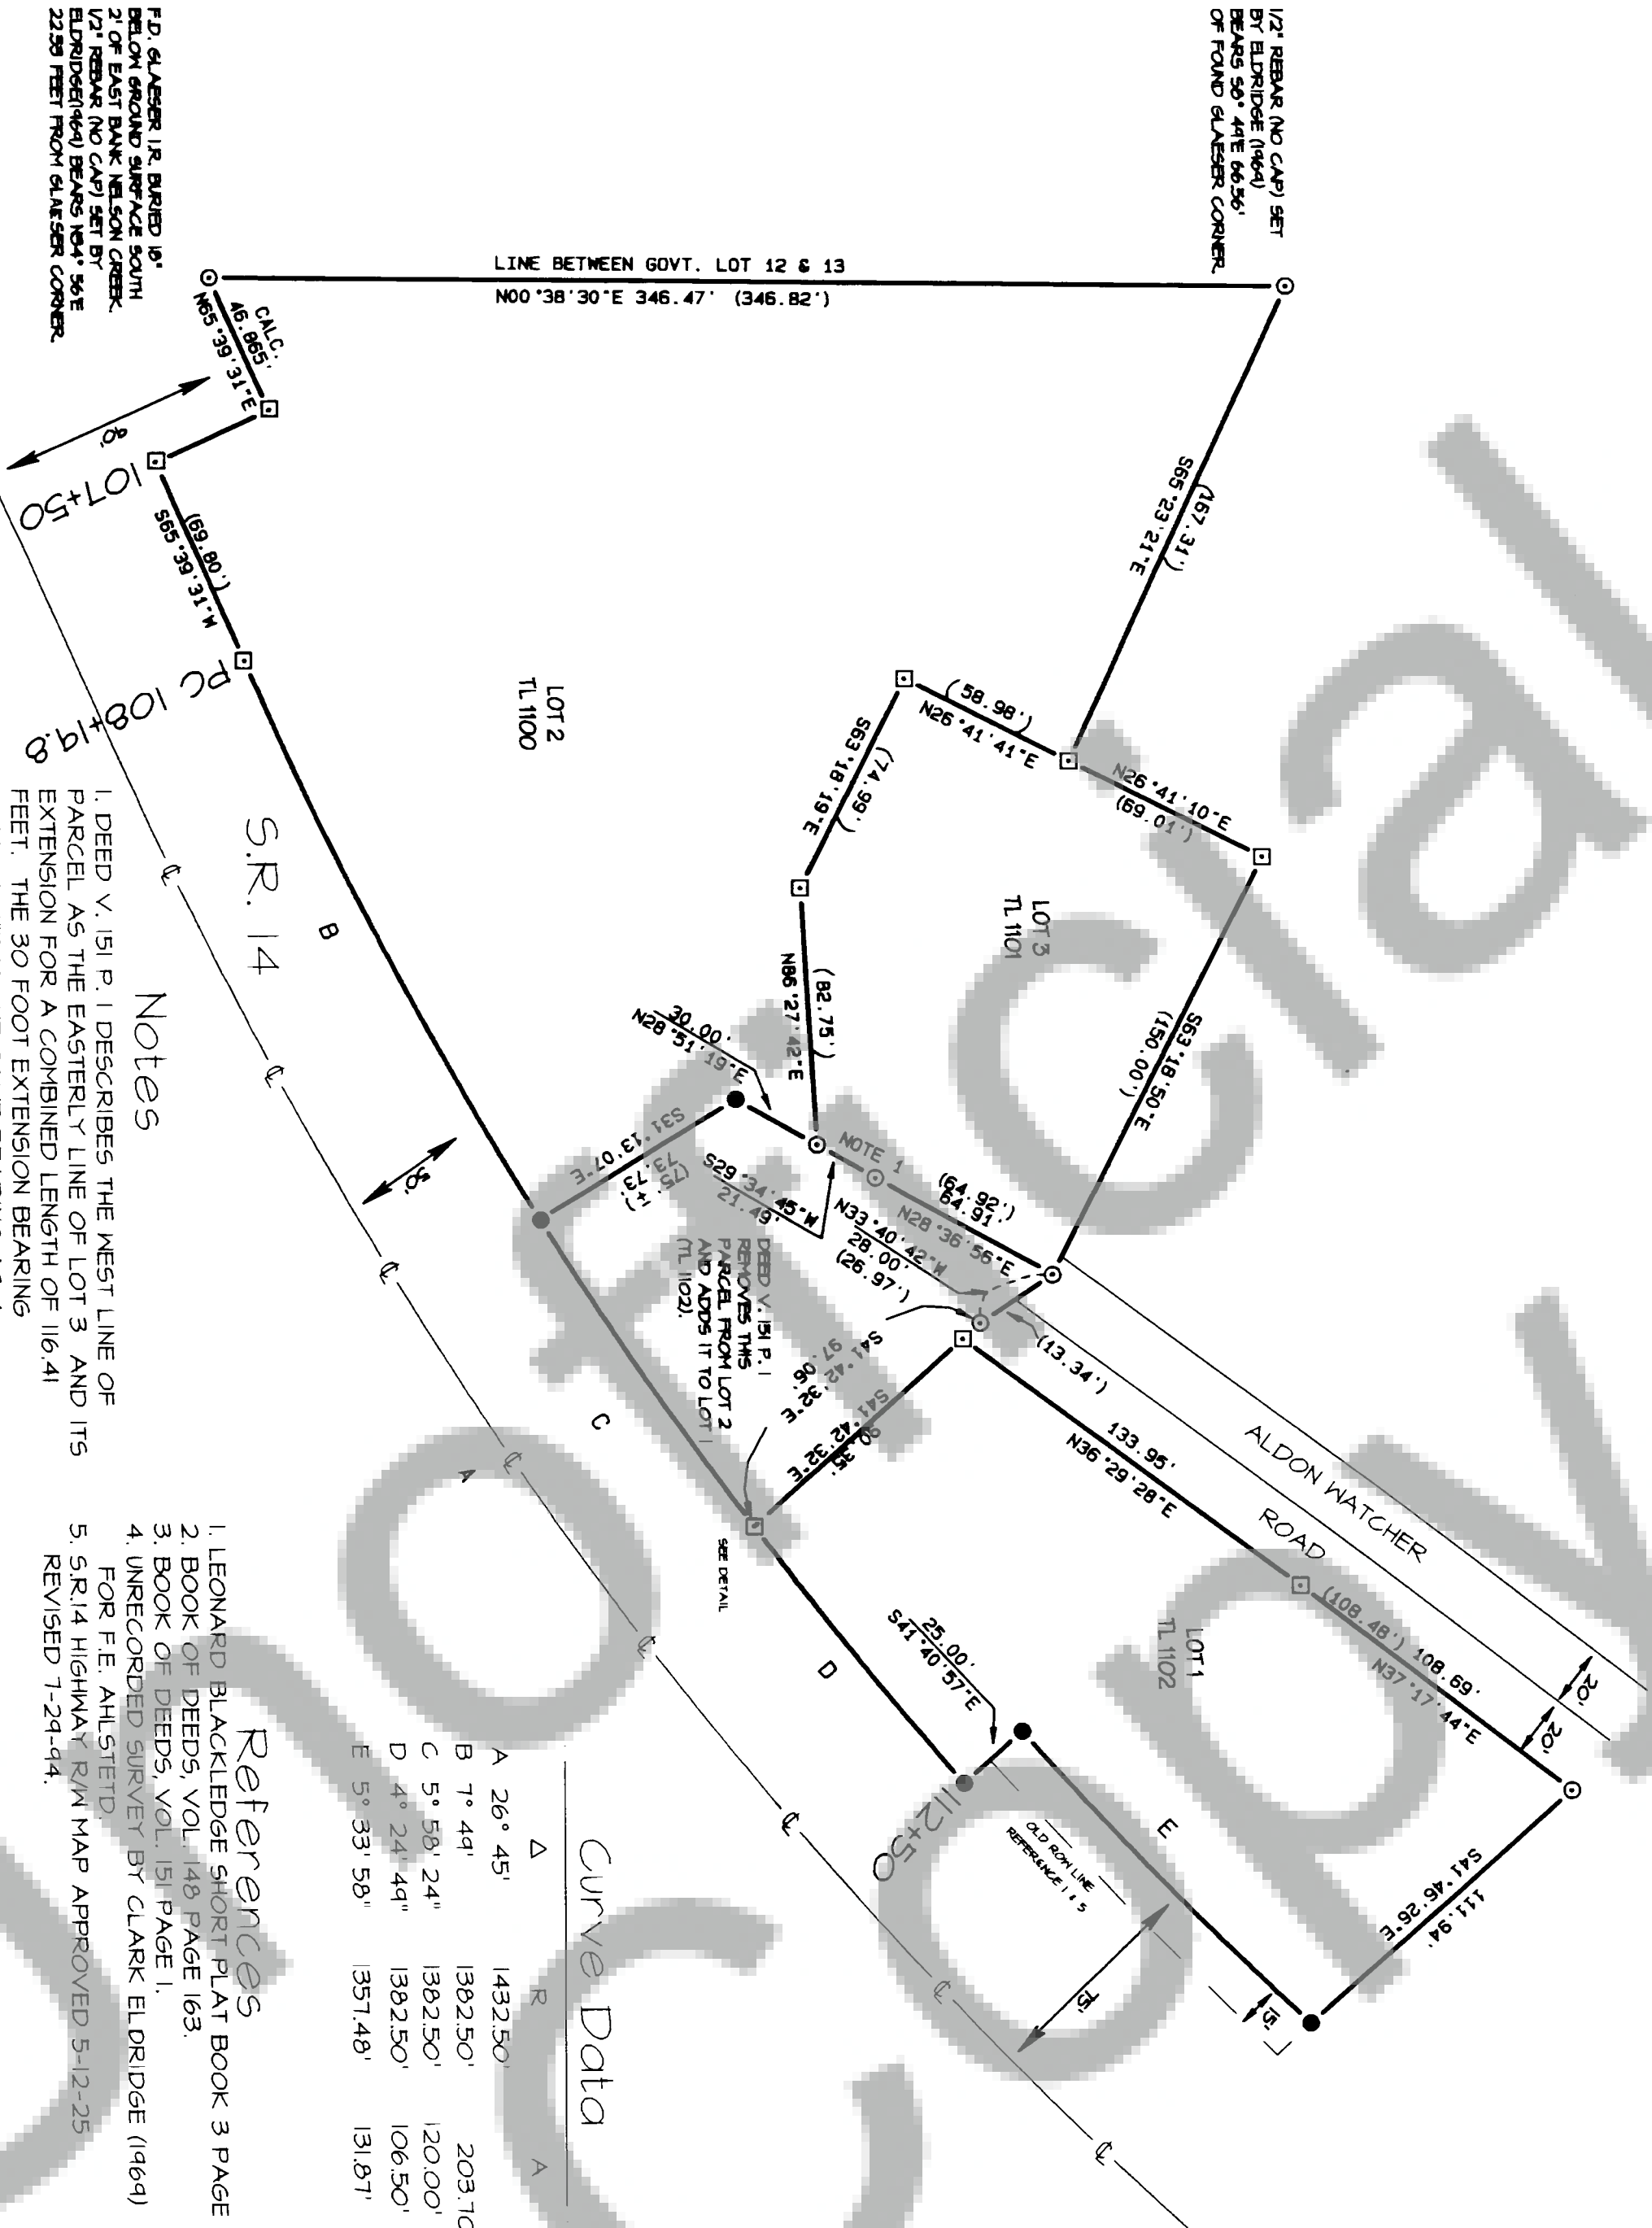 1/2" REBAR (NO CAP) SET
BY ELDRIDGE (1969)
BEARS S8° 49'E 66.36'
OF FOUND GLAESER CORNER.
F.D. GLAESER I.R. BURIED 18"
BELOW GROUND SURFACE SOUTH
2' OF EAST BANK NELSON CREEK.
1/2" REBAR (NO CAP) SET BY
ELDRIDGE(1969) BEARS N84° 56'E
FEET FROM GLAESER CORNER.
LINE BETWEEN GOVT. LOT 12 & 13
N00°38'30"E 346.47' (346.82')
CALC.
46.865'
N65°39'31"E
107+50
(69.80')
S65°39'31"W
PC 108+19.8
(167.31')
S65°23'21"E
(58.98')
N26°41'41"E
N26°41'10"E
(69.01')
(74.99')
S63°18'19"E
(82.75')
N86°27'42"E
S63°18'50"E
(150.00')
LOT 2
TL 1100
LOT 3
TL 1101
30.00'
N28°51'19"E
S31°13'07"E
73.73'
(75' ±)
NOTE 1
S29°34'45"W
21.49'
(64.92')
64.91'
N28°36'56"E
N33°40'42"W
28.00'
(26.97')
(13.34')
DEED V. 151 P. 1
REMOVES THIS
PARCEL FROM LOT 2
AND ADDS IT TO LOT 1
(TL 1102).
S41°42'32"E
97.06'
S41°42'32"E
90.35'
SEE DETAIL
133.95'
N36°29'28"E
ALDON WATCHER
ROAD
(108.48') 108.69'
N37°17'44"E
20'
20'
LOT 1
TL 1102
25.00'
S41°40'57"E
S41°46'26"E
111.94'
112+50
OLD ROW LINE
REFERENCE 1 & 5
75'
15'
50'
S.R. 14
A
B
C
D
E
Notes
1. DEED V. 151 P. 1 DESCRIBES THE WEST LINE OF
PARCEL AS THE EASTERLY LINE OF LOT 3 AND ITS
EXTENSION FOR A COMBINED LENGTH OF 116.41
FEET. THE 30 FOOT EXTENSION BEARING
References
1. LEONARD BLACKLEDGE SHORT PLAT BOOK 3 PAGE
2. BOOK OF DEEDS, VOL. 148 PAGE 163.
3. BOOK OF DEEDS, VOL. 151 PAGE 1.
4. UNRECORDED SURVEY BY CLARK ELDRIDGE (1969)
FOR F.E. AHLSTETD.
5. S.R.14 HIGHWAY R/W MAP APPROVED 5-12-25
REVISED 7-29-94.
Curve Data
Δ R A
A 26° 45' 1432.50'
B 7° 49' 1382.50' 203.70
C 5° 58' 24" 1382.50' 120.00'
D 4° 24' 49" 1382.50' 106.50'
E 5° 33' 58" 1357.48' 131.87'